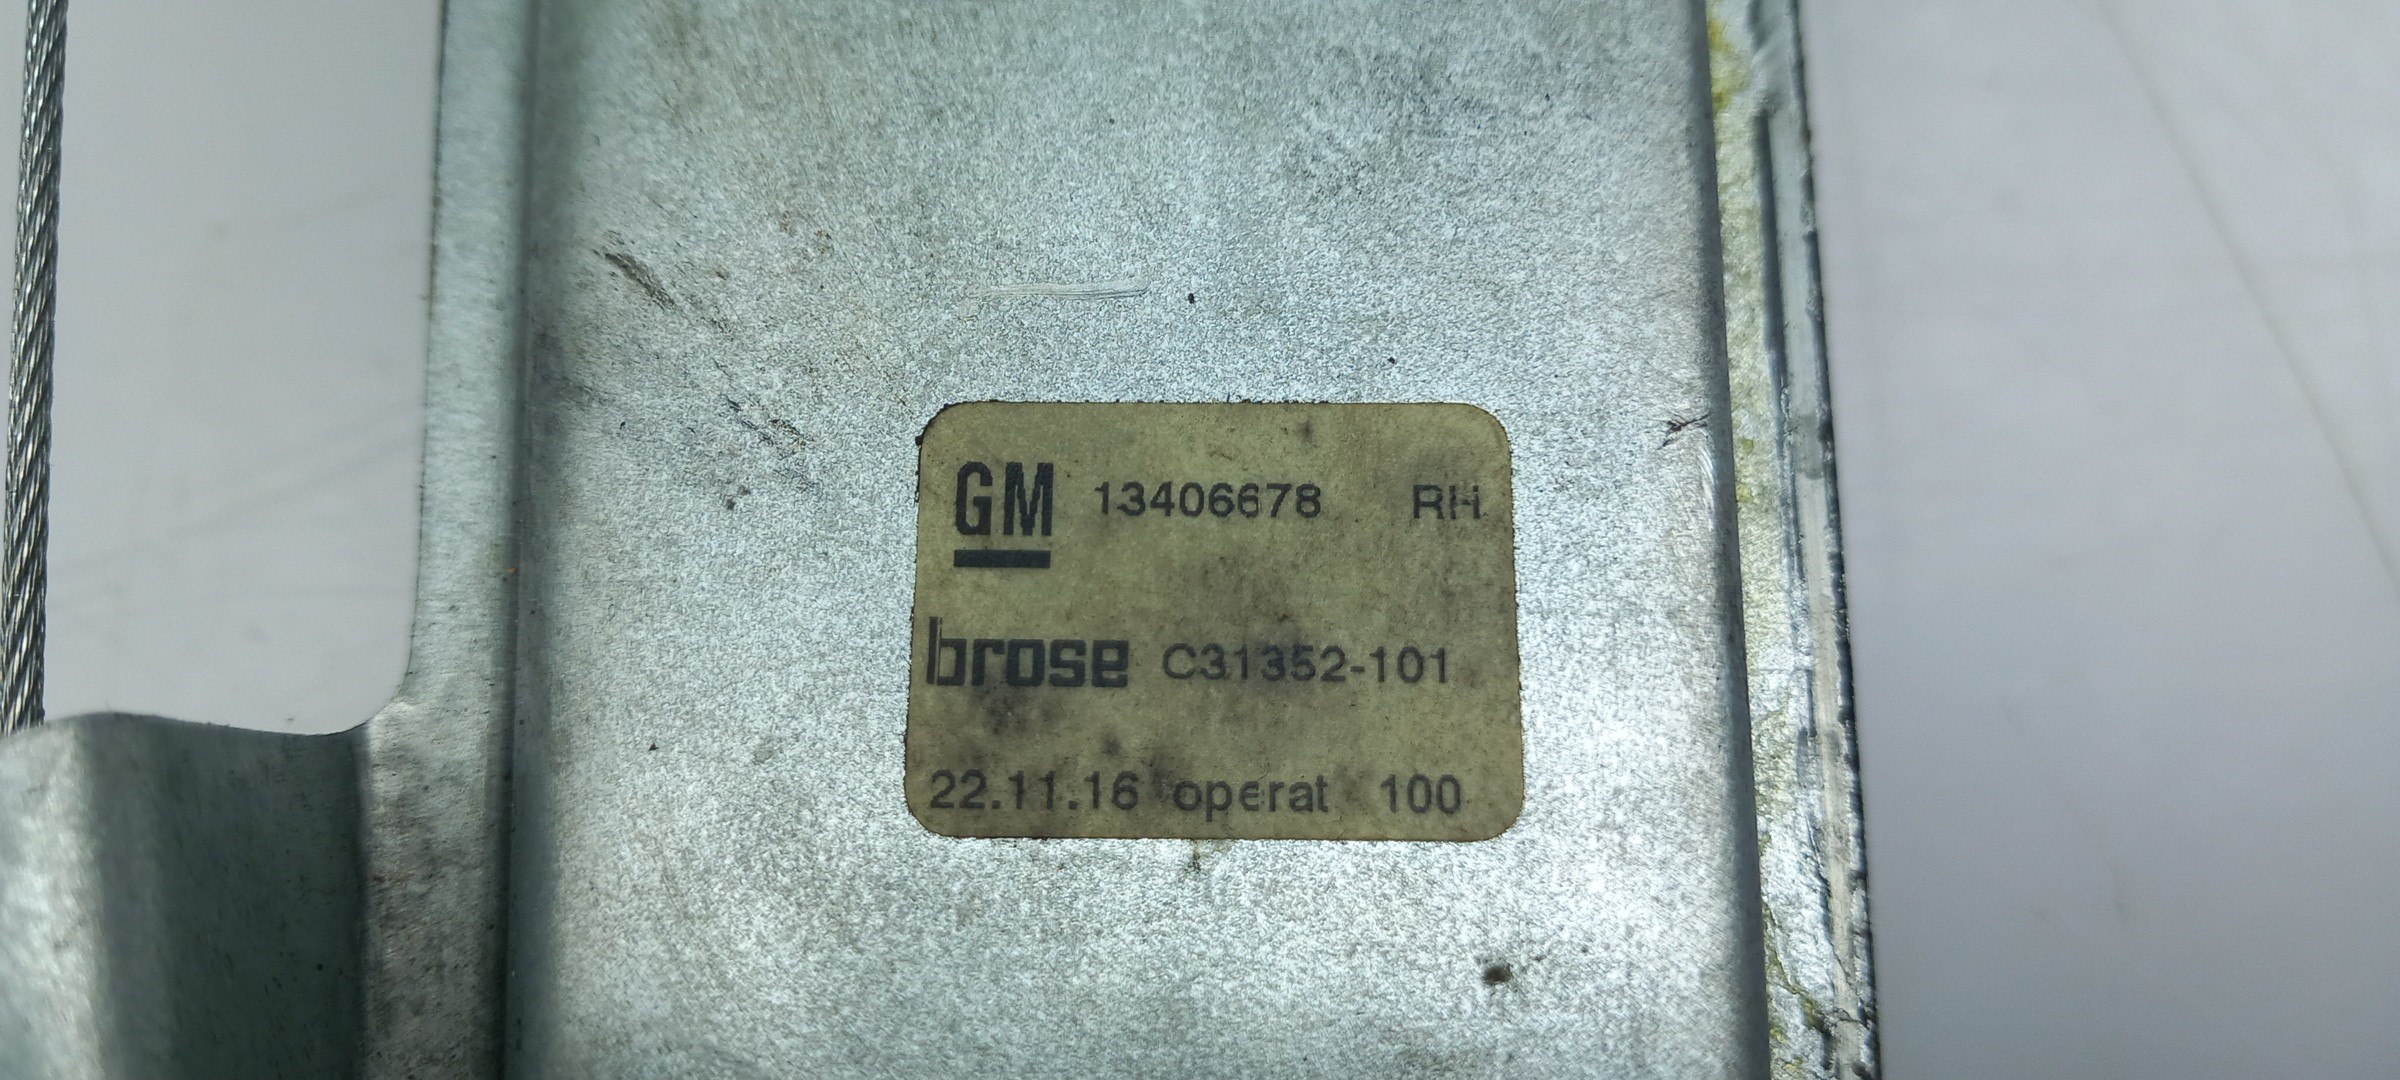 GM 13406678 RH
brose C31352-101
22.11.16 operat 100